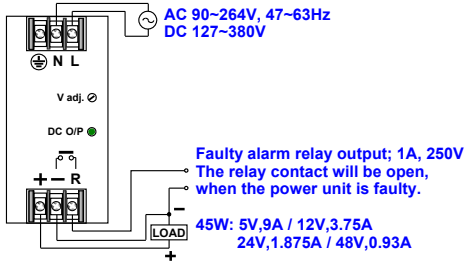 AC 90~264V, 47~63Hz
DC 127~380V
N L
V adj.
DC O/P
+ − R
Faulty alarm relay output; 1A, 250V
The relay contact will be open,
when the power unit is faulty.
−
LOAD
+
45W: 5V,9A / 12V,3.75A
24V,1.875A / 48V,0.93A